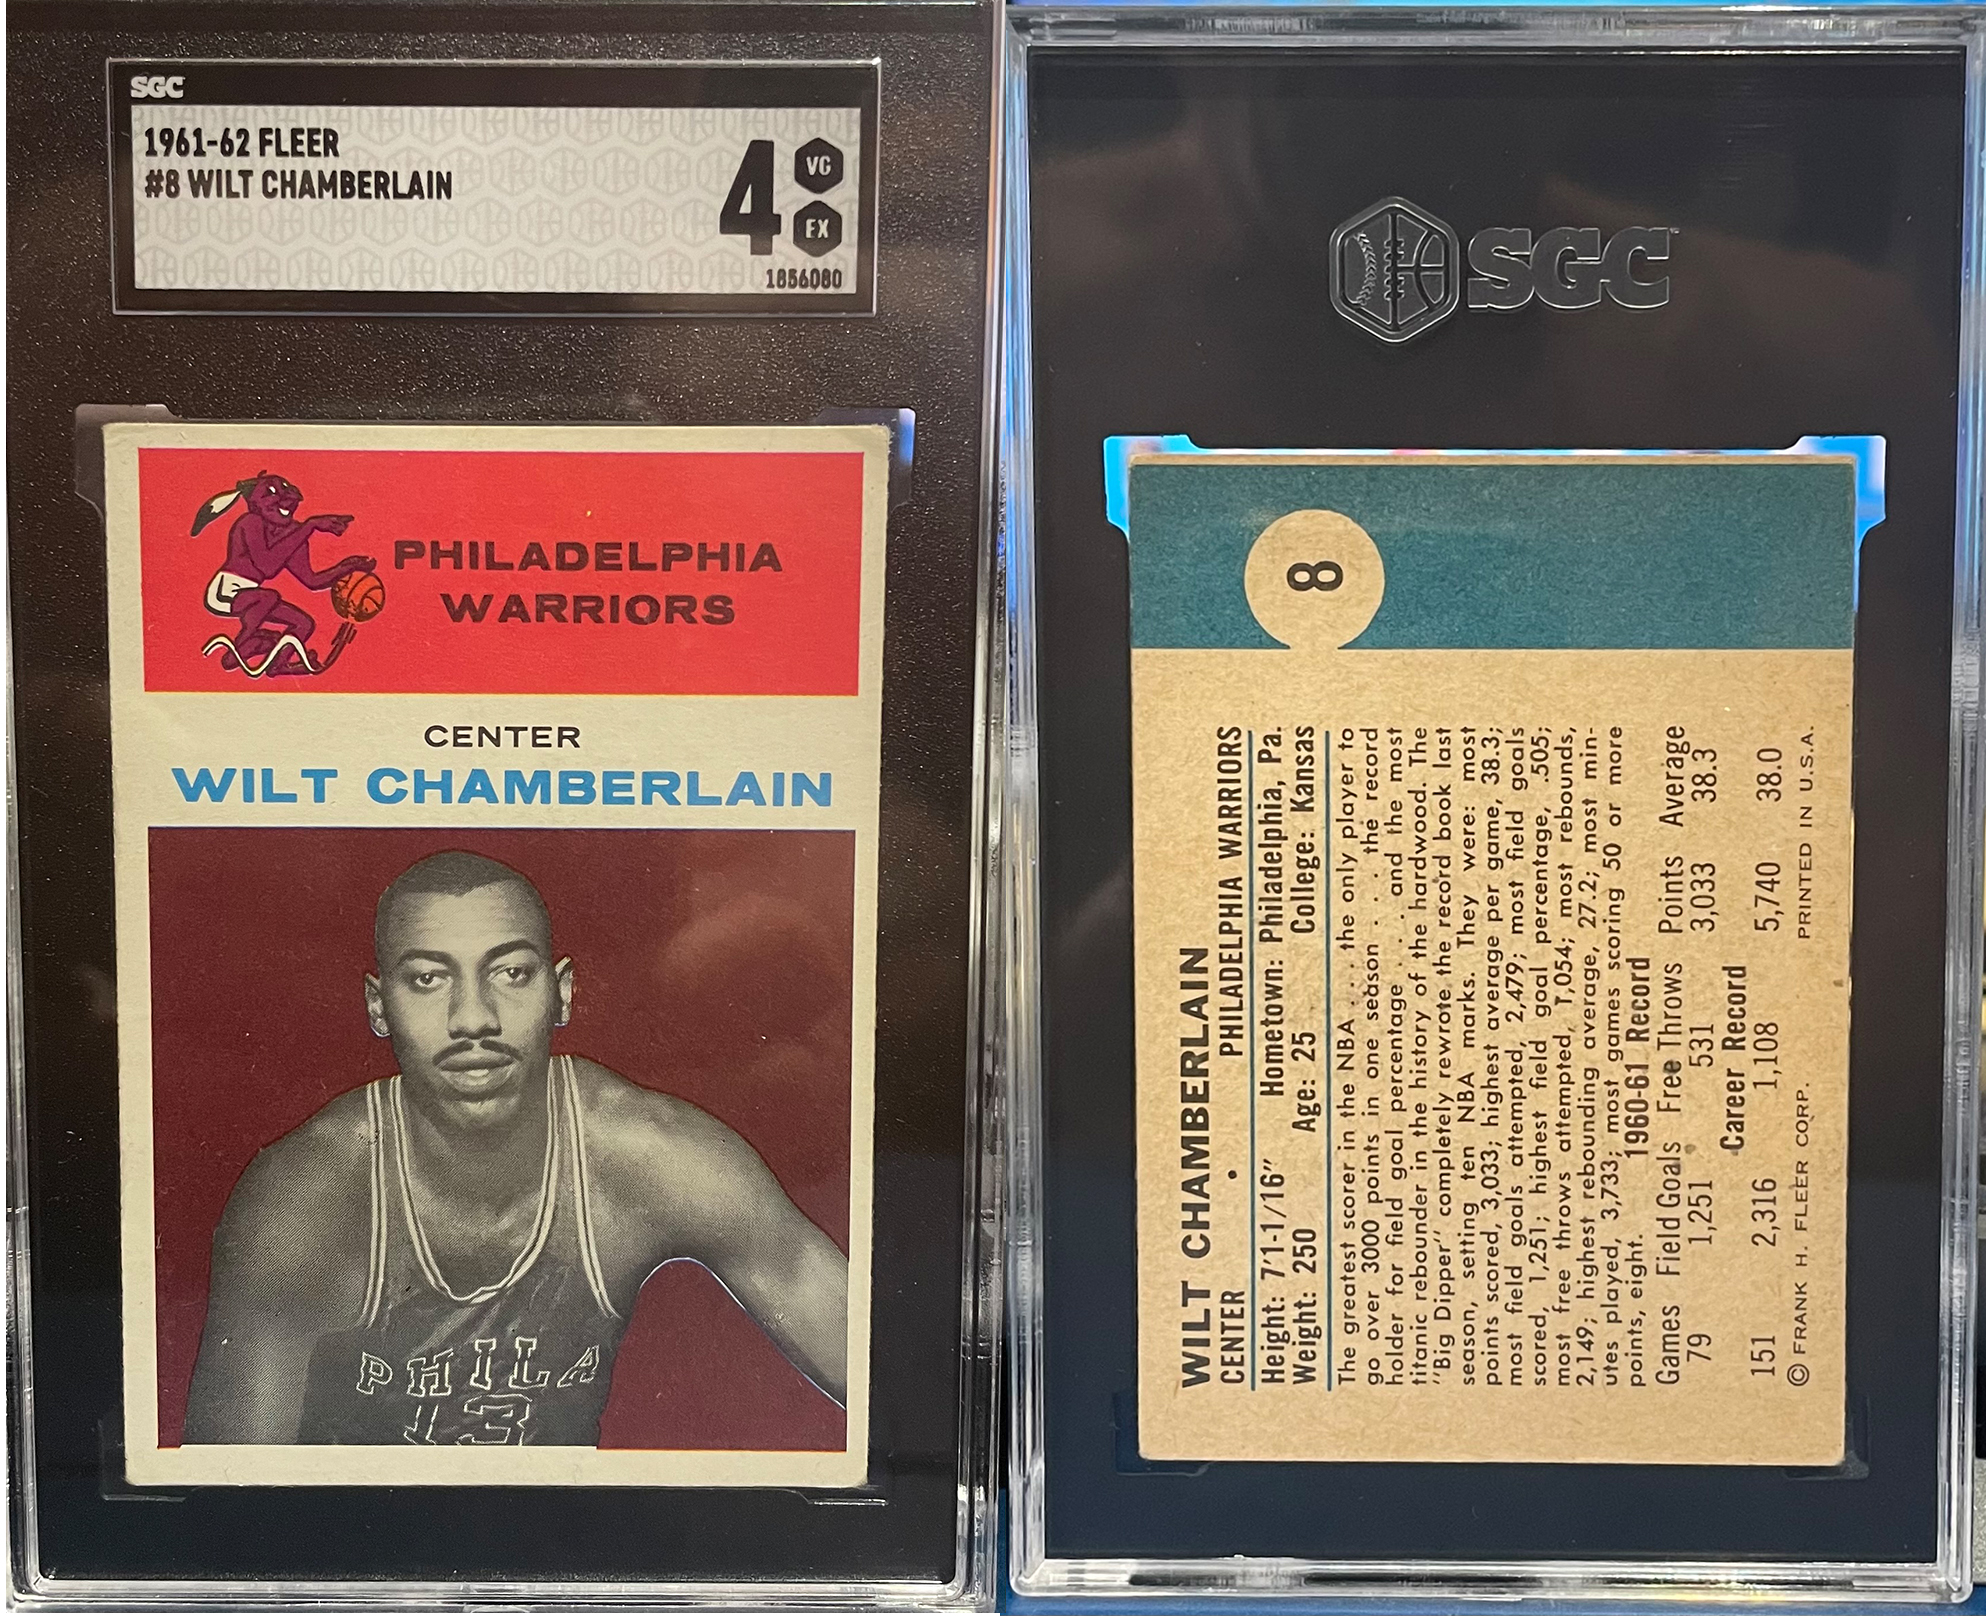 SGC
1961-62 FLEER
#8 WILT CHAMBERLAIN
4
VG
EX
1856080
PHILADELPHIA
WARRIORS
CENTER
WILT CHAMBERLAIN
PHILA
13
SGC
8
WILT CHAMBERLAIN
CENTER • PHILADELPHIA WARRIORS
Height: 7'1-1/16" Hometown: Philadelphia, Pa.
Weight: 250 Age: 25 College: Kansas
The greatest scorer in the NBA . . . the only player to
go over 3000 points in one season . . . the record
holder for field goal percentage . . . and the most
titanic rebounder in the history of the hardwood. The
"Big Dipper" completely rewrote the record book last
season, setting ten NBA marks. They were: most
points scored, 3,033; highest average per game, 38.3;
most field goals attempted, 2,479; most field goals
scored, 1,251; highest field goal percentage, .505;
most free throws attempted, 1,054; most rebounds,
2,149; highest rebounding average, 27.2; most min-
utes played, 3,733; most games scoring 50 or more
points, eight.
1960-61 Record
Games Field Goals Free Throws Points Average
79 1,251 531 3,033 38.3
Career Record
151 2,316 1,108 5,740 38.0
© FRANK H. FLEER CORP. PRINTED IN U.S.A.